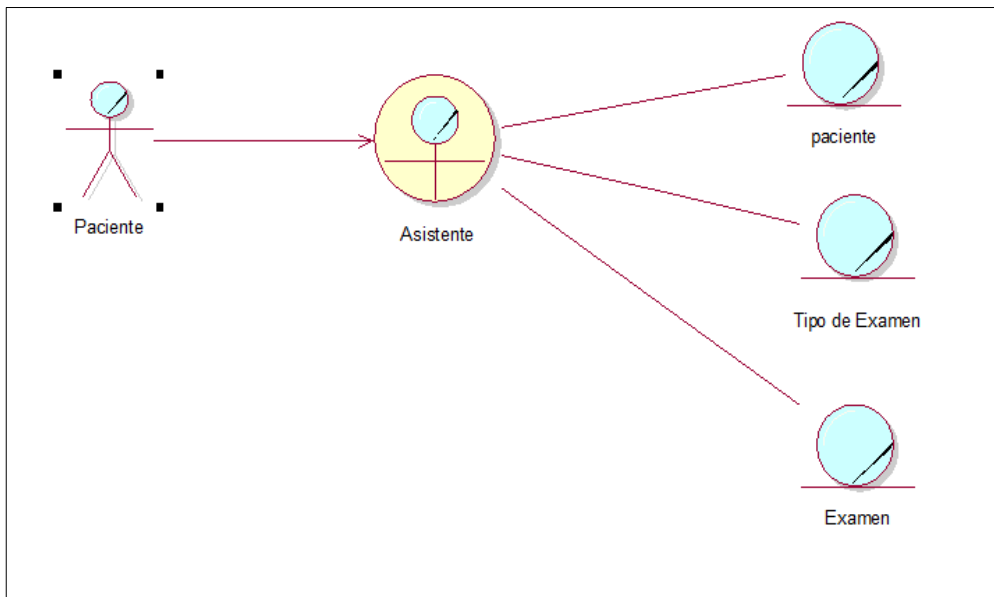 paciente
Paciente
Asistente
Tipo de Examen
Examen